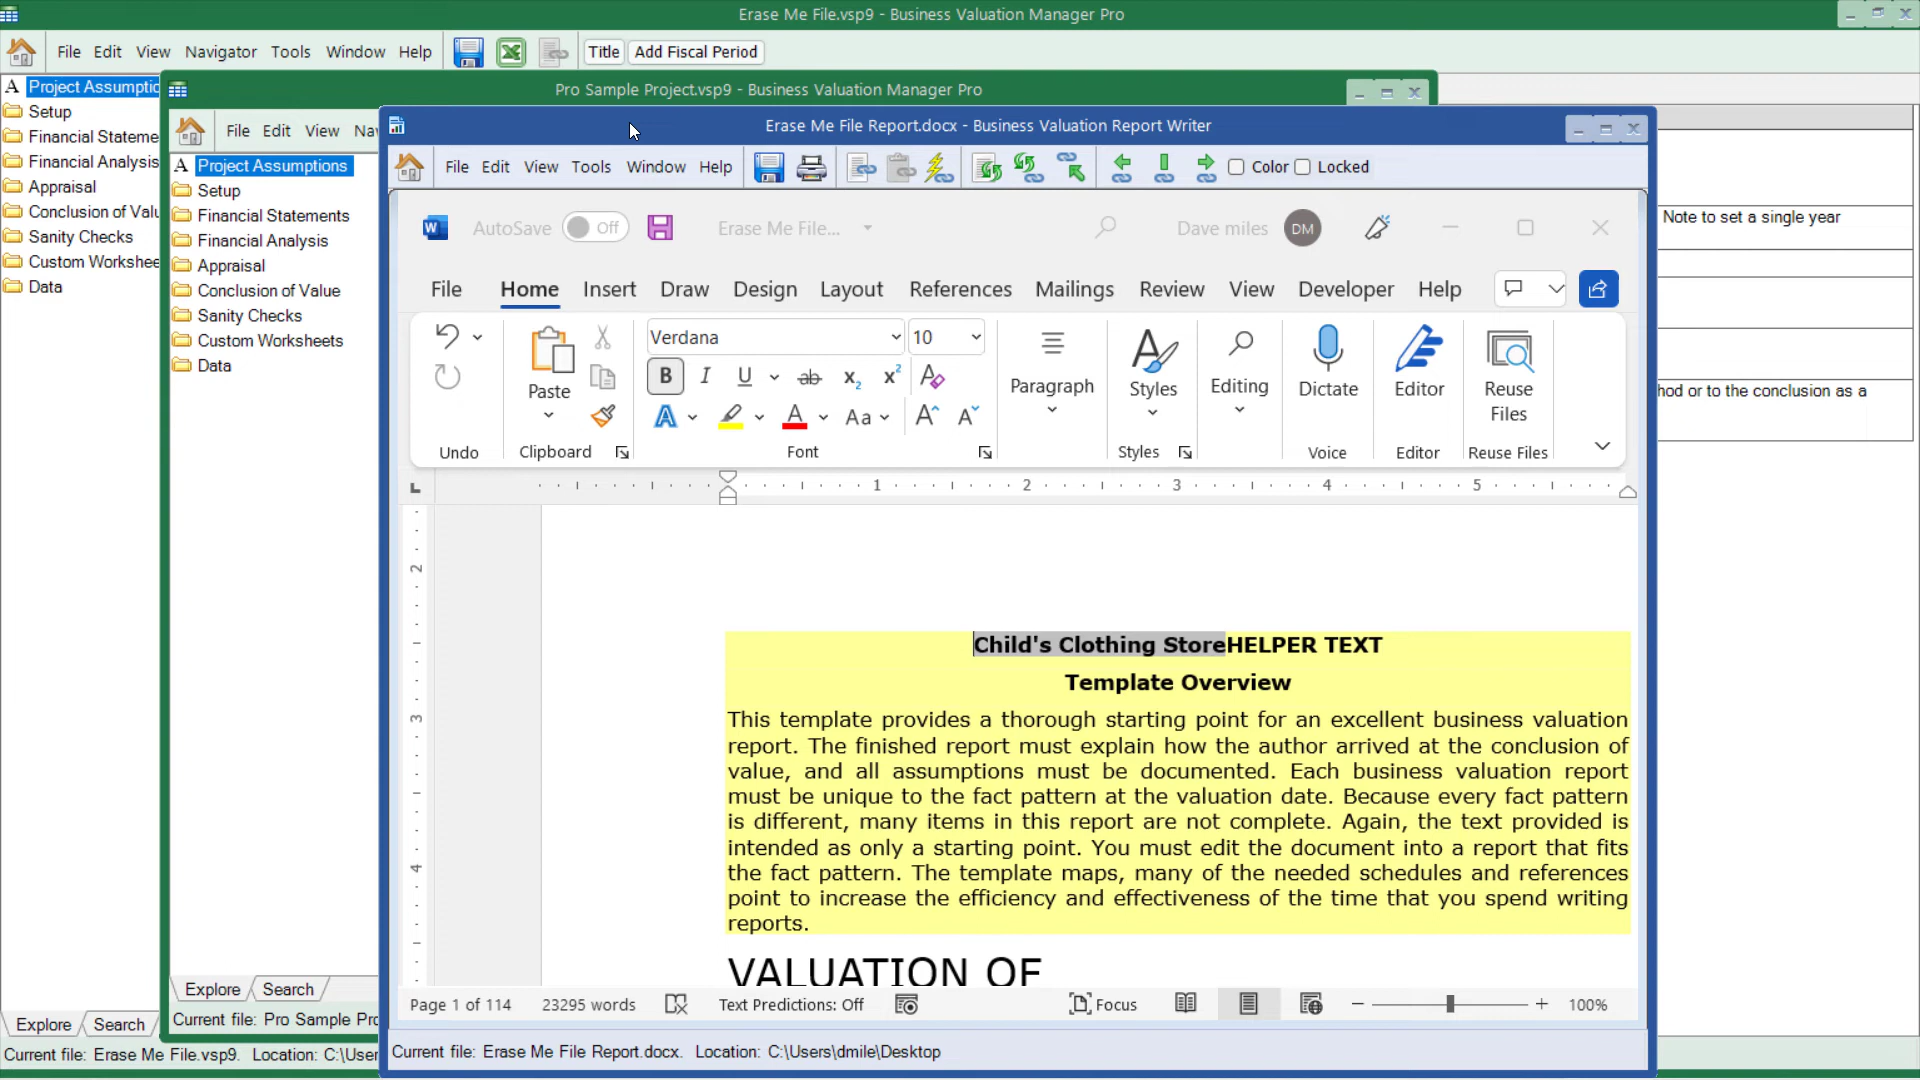 Erase Me File.vsp9 - Business Valuation Manager Pro
File Edit View Navigator Tools Window Help Title Add Fiscal Period
Project Assumptio
Setup
Financial Stateme
Financial Analysis
Appraisal
Conclusion of Valu
Sanity Checks
Custom Workshee
Data
Explore Search
Current file: Erase Me File.vsp9. Location: C:\User
Note to set a single year
hod or to the conclusion as a
Pro Sample Project.vsp9 - Business Valuation Manager Pro
File Edit View Nav
Project Assumptions
Setup
Financial Statements
Financial Analysis
Appraisal
Conclusion of Value
Sanity Checks
Custom Worksheets
Data
Explore Search
Current file: Pro Sample Pro
Erase Me File Report.docx - Business Valuation Report Writer
File Edit View Tools Window Help Color Locked
AutoSave Off Erase Me File... Dave miles DM
File Home Insert Draw Design Layout References Mailings Review View Developer Help
Verdana 10
Paste Paragraph Styles Editing Dictate Editor Reuse Files
Undo Clipboard Font Styles Voice Editor Reuse Files
1 2 3 4 5
2
3
4
Child's Clothing StoreHELPER TEXT
Template Overview
This template provides a thorough starting point for an excellent business valuation
report. The finished report must explain how the author arrived at the conclusion of
value, and all assumptions must be documented. Each business valuation report
must be unique to the fact pattern at the valuation date. Because every fact pattern
is different, many items in this report are not complete. Again, the text provided is
intended as only a starting point. You must edit the document into a report that fits
the fact pattern. The template maps, many of the needed schedules and references
point to increase the efficiency and effectiveness of the time that you spend writing
reports.
VALUATION OF
Page 1 of 114 23295 words Text Predictions: Off Focus 100%
Current file: Erase Me File Report.docx. Location: C:\Users\dmile\Desktop